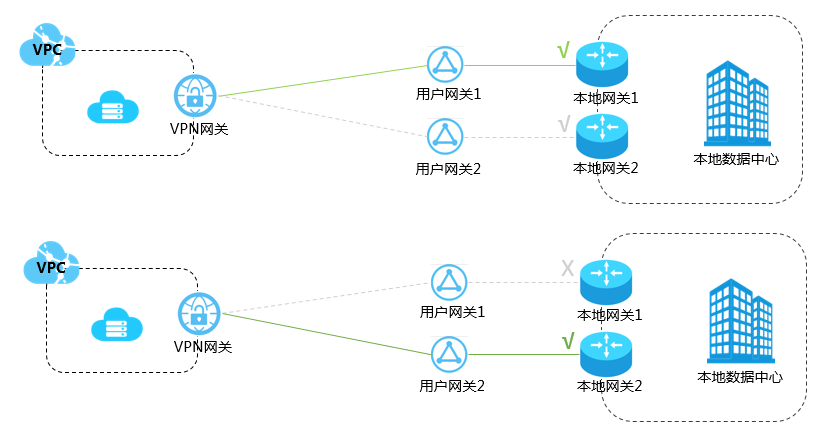 VPC
√
用户网关1
本地网关1
VPN网关
√
用户网关2
本地网关2
本地数据中心
VPC
X
用户网关1
本地网关1
VPN网关
√
用户网关2
本地网关2
本地数据中心